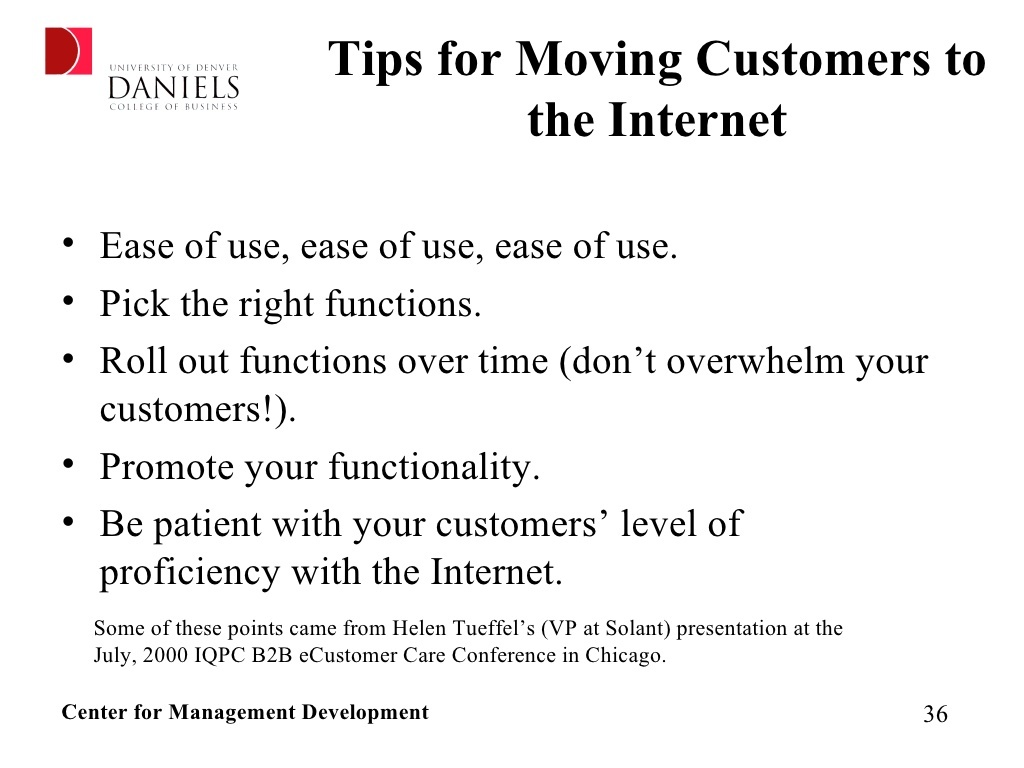 UNIVERSITY OF DENVER
DANIELS
COLLEGE OF BUSINESS
Tips for Moving Customers to
the Internet
• Ease of use, ease of use, ease of use.
• Pick the right functions.
• Roll out functions over time (don’t overwhelm your
customers!).
• Promote your functionality.
• Be patient with your customers’ level of
proficiency with the Internet.
Some of these points came from Helen Tueffel’s (VP at Solant) presentation at the
July, 2000 IQPC B2B eCustomer Care Conference in Chicago.
Center for Management Development
36